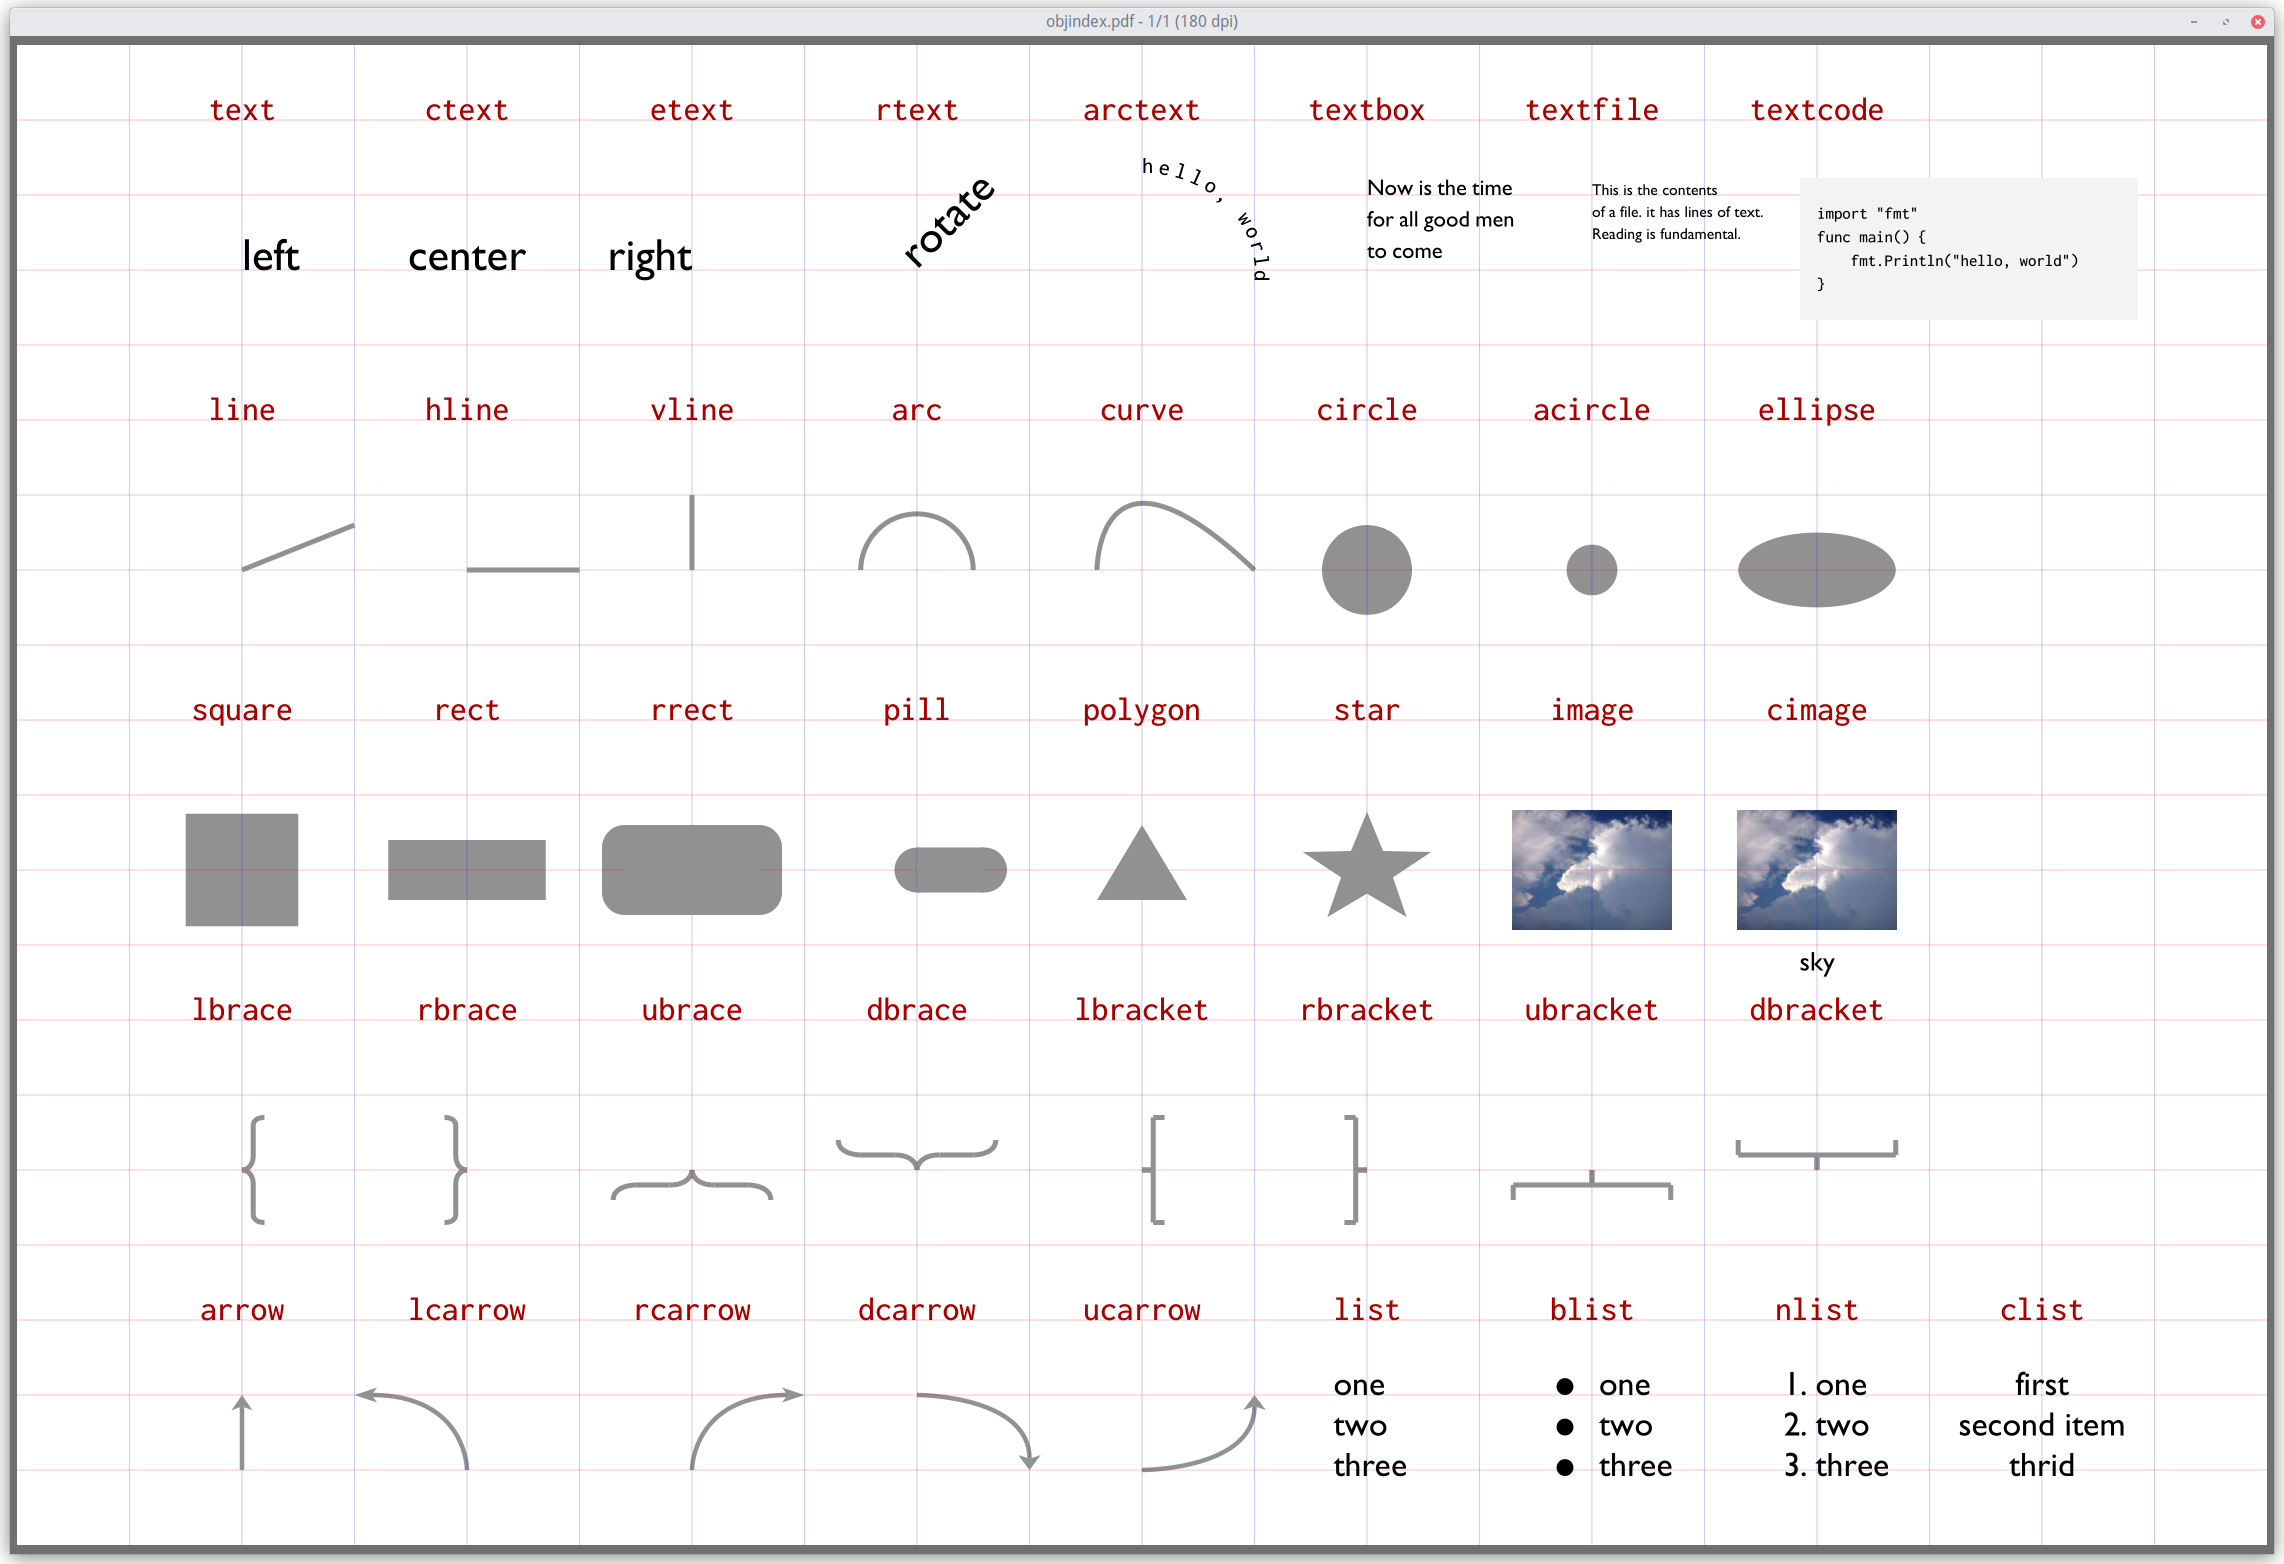 objindex.pdf - 1/1 (180 dpi)
text ctext etext rtext arctext textbox textfile textcode
left center right
rotate
hello, world
Now is the time
for all good men
to come
This is the contents
of a file. it has lines of text.
Reading is fundamental.
import "fmt"
func main() {
    fmt.Println("hello, world")
}
line hline vline arc curve circle acircle ellipse
square rect rrect pill polygon star image cimage
sky
lbrace rbrace ubrace dbrace lbracket rbracket ubracket dbracket
arrow lcarrow rcarrow dcarrow ucarrow list blist nlist clist
one
two
three
● one
● two
● three
1. one
2. two
3. three
first
second item
thrid